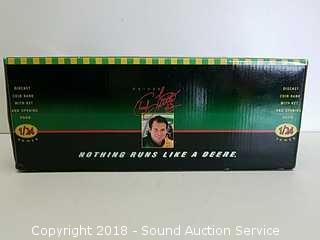 DIECAST
COIN BANK
WITH KEY
AND OPENING
HOOD
1/24
SCALE
NOTHING RUNS LIKE A DEERE.
DIECAST
COIN BANK
WITH KEY
AND OPENING
HOOD
1/24
SCALE
Copyright 2018 - Sound Auction Service